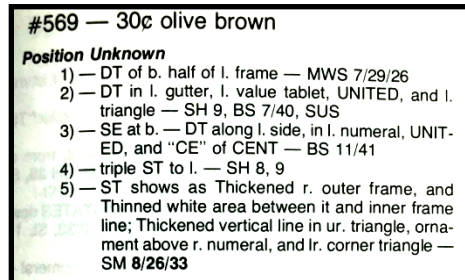 #569 — 30¢ olive brown
Position Unknown
1) — DT of b. half of l. frame — MWS 7/29/26
2) — DT in l. gutter, l. value tablet, UNITED, and l.
triangle — SH 9, BS 7/40, SUS
3) — SE at b. — DT along l. side, in l. numeral, UNIT-
ED, and "CE" of CENT — BS 11/41
4) — triple ST to l. — SH 8, 9
5) — ST shows as Thickened r. outer frame, and
Thinned white area between it and inner frame
line; Thickened vertical line in ur. triangle, orna-
ment above r. numeral, and lr. corner triangle —
SM 8/26/33